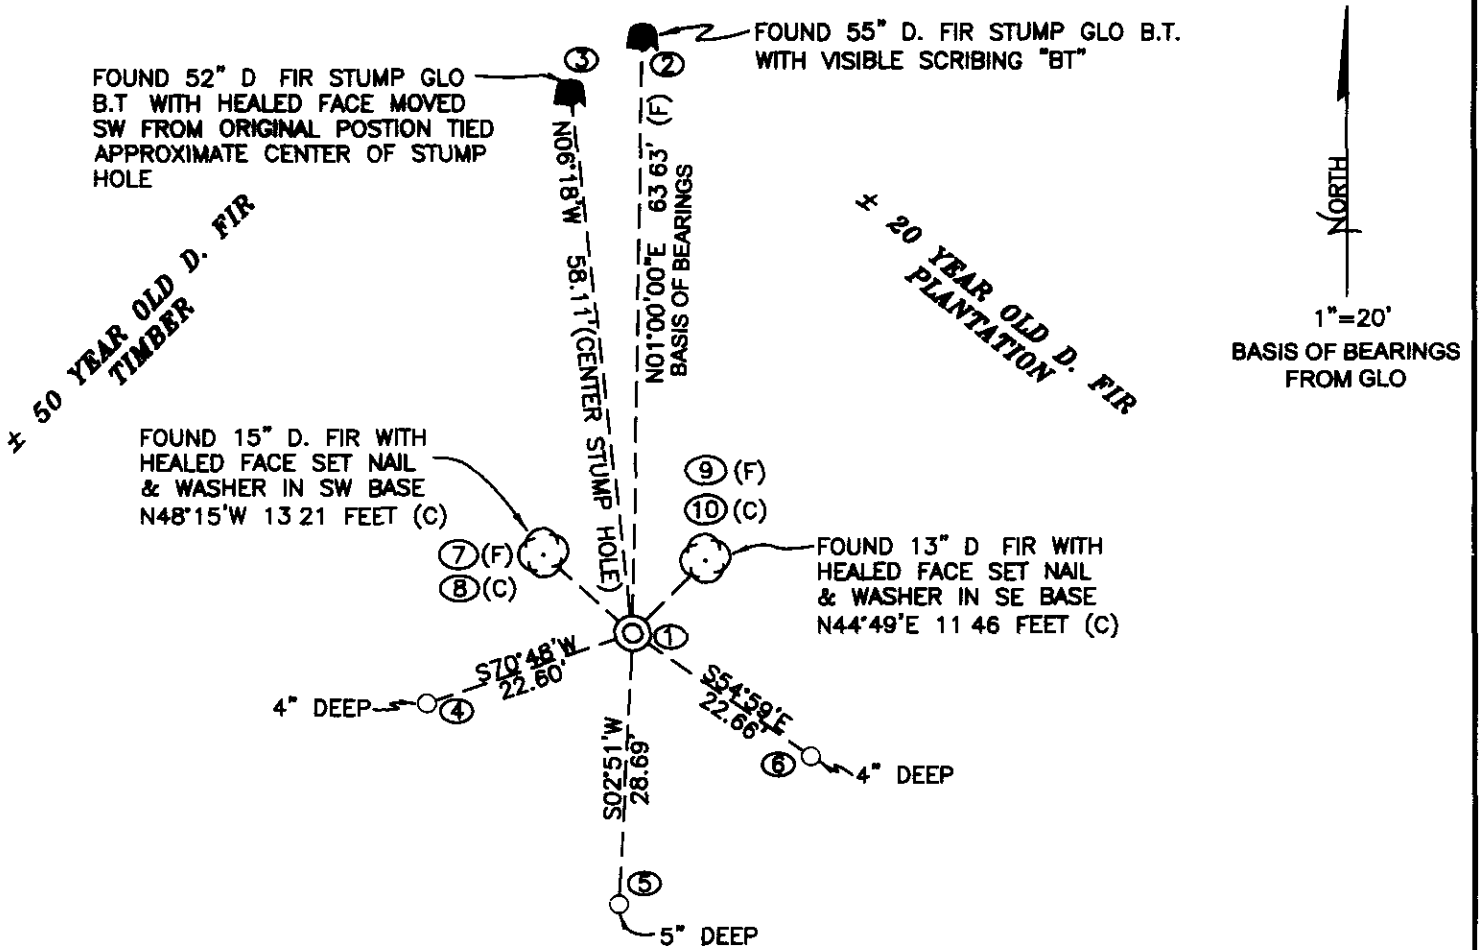 FOUND 55" D. FIR STUMP GLO B.T.
WITH VISIBLE SCRIBING "BT"
3
2
FOUND 52" D FIR STUMP GLO
B.T WITH HEALED FACE MOVED
SW FROM ORIGINAL POSTION TIED
APPROXIMATE CENTER OF STUMP
HOLE
N06°18'W 58.11' (CENTER STUMP HOLE)
N01°00'00"E 63 63' (F)
BASIS OF BEARINGS
NORTH
1"=20'
BASIS OF BEARINGS
FROM GLO
± 50 YEAR OLD D. FIR
TIMBER
± 20 YEAR OLD D. FIR
PLANTATION
FOUND 15" D. FIR WITH
HEALED FACE SET NAIL
& WASHER IN SW BASE
N48°15'W 13 21 FEET (C)
7 (F)
8 (C)
9 (F)
10 (C)
FOUND 13" D FIR WITH
HEALED FACE SET NAIL
& WASHER IN SE BASE
N44°49'E 11 46 FEET (C)
1
S70°48'W
22.60'
4" DEEP
4
S54°59'E
22.66'
6
4" DEEP
S02°51'W
28.69'
5
5" DEEP